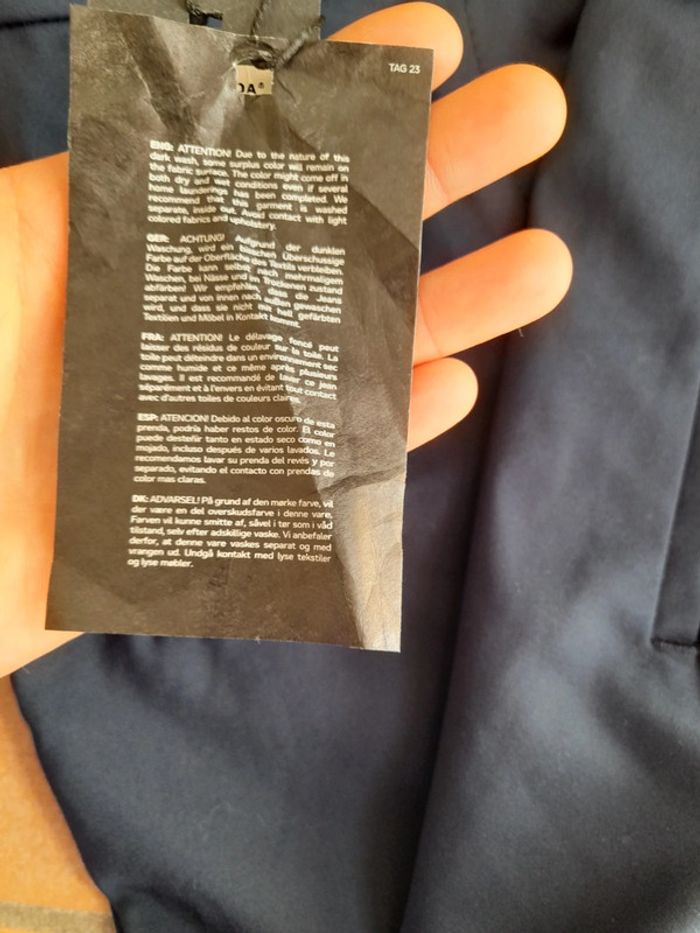 TAG 23
DA®
ENG: ATTENTION! Due to the nature of this
dark wash, some surplus color will remain on
the fabric surface. The color might come off in
both dry and wet conditions even if several
home launderings has been completed. We
recommend that this garment is washed
separate, inside out. Avoid contact with light
colored fabrics and upholstery.
GER: ACHTUNG! Aufgrund der dunklen
Waschung, wird ein bisschen Überschussige
Farbe auf der Oberfläche des Textils verbleiben.
Die Farbe kann selbst nach mehrmaligem
Waschen, bei Nässe und im Trockenen zustand
abfärben! Wir empfehlen, dass die Jeans
separat und von innen nach außen gewaschen
wird, und dass sie nicht mit hell gefärbten
Textilien und Möbel in Kontakt kommt.
FRA: ATTENTION! Le délavage foncé peut
laisser des résidus de couleur sur la toile. La
toile peut déteindre dans un environnement sec
comme humide et ce même après plusieurs
lavages. Il est recommandé de laver ce jean
séparément et à l'envers en évitant tout contact
avec d'autres toiles de couleurs claires.
ESP: ATENCION! Debido al color oscuro de esta
prenda, podría haber restos de color. El color
puede desteñir tanto en estado seco como en
mojado, incluso después de varios lavados. Le
recomendamos lavar su prenda del revés y por
separado, evitando el contacto con prendas de
color mas claras.
DK: ADVARSEL! På grund af den mørke farve, vil
der være en del overskudsfarve i denne vare.
Farven vil kunne smitte af, såvel i tør som i våd
tilstand, selv efter adskillige vaske. Vi anbefaler
derfor, at denne vare vaskes separat og med
vrangen ud. Undgå kontakt med lyse tekstiler
og lyse møbler.